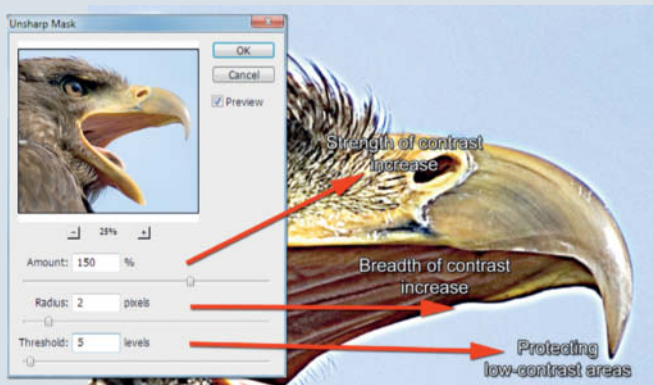 Unsharp Mask
OK
Cancel
Preview
25%
Amount: 150 %
Radius: 2 pixels
Threshold: 5 levels
Strength of contrast
increase
Breadth of contrast
increase
Protecting
low-contrast areas